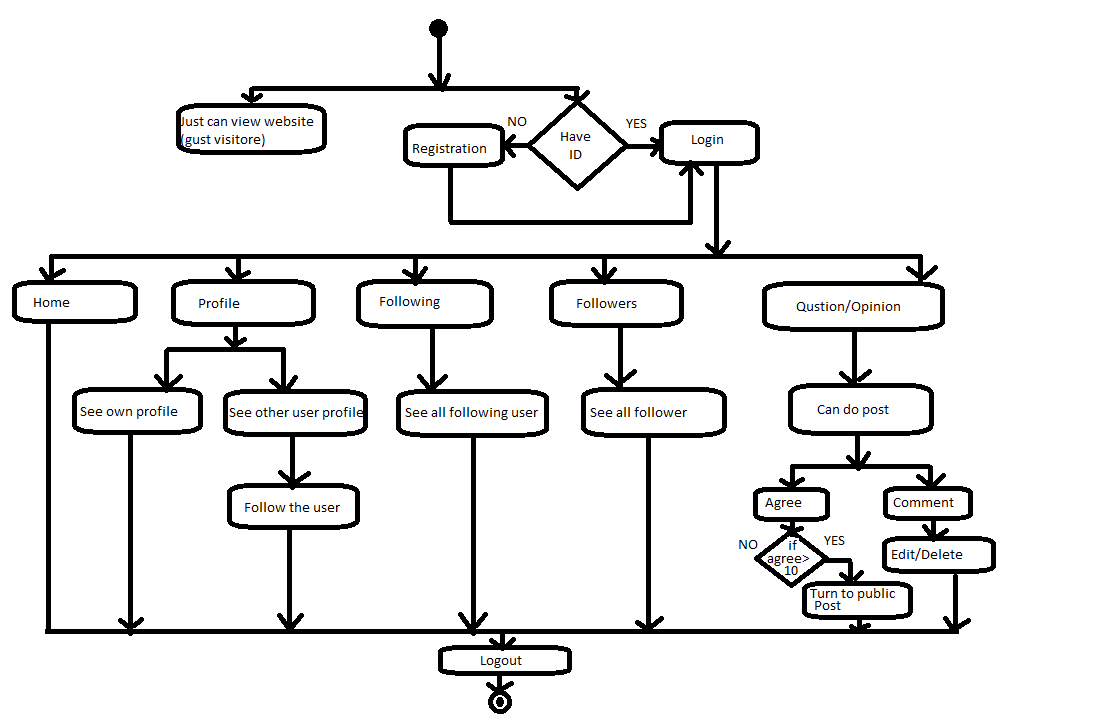 Just can view website
(gust visitore)
NO
Have
ID
YES
Registration
Login
Home
Profile
Following
Followers
Qustion/Opinion
See own profile
See other user profile
See all following user
See all follower
Can do post
Follow the user
Agree
Comment
NO
if
agree>
10
YES
Edit/Delete
Turn to public
Post
Logout